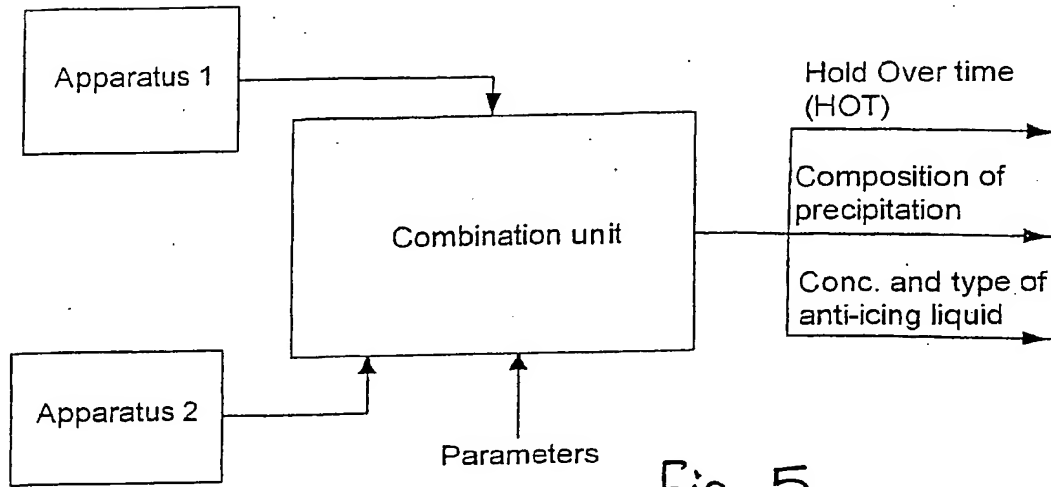 Apparatus 1
Hold Over time
(HOT)
Composition of
precipitation
Combination unit
Conc. and type of
anti-icing liquid
Apparatus 2
Parameters
Fig. 5